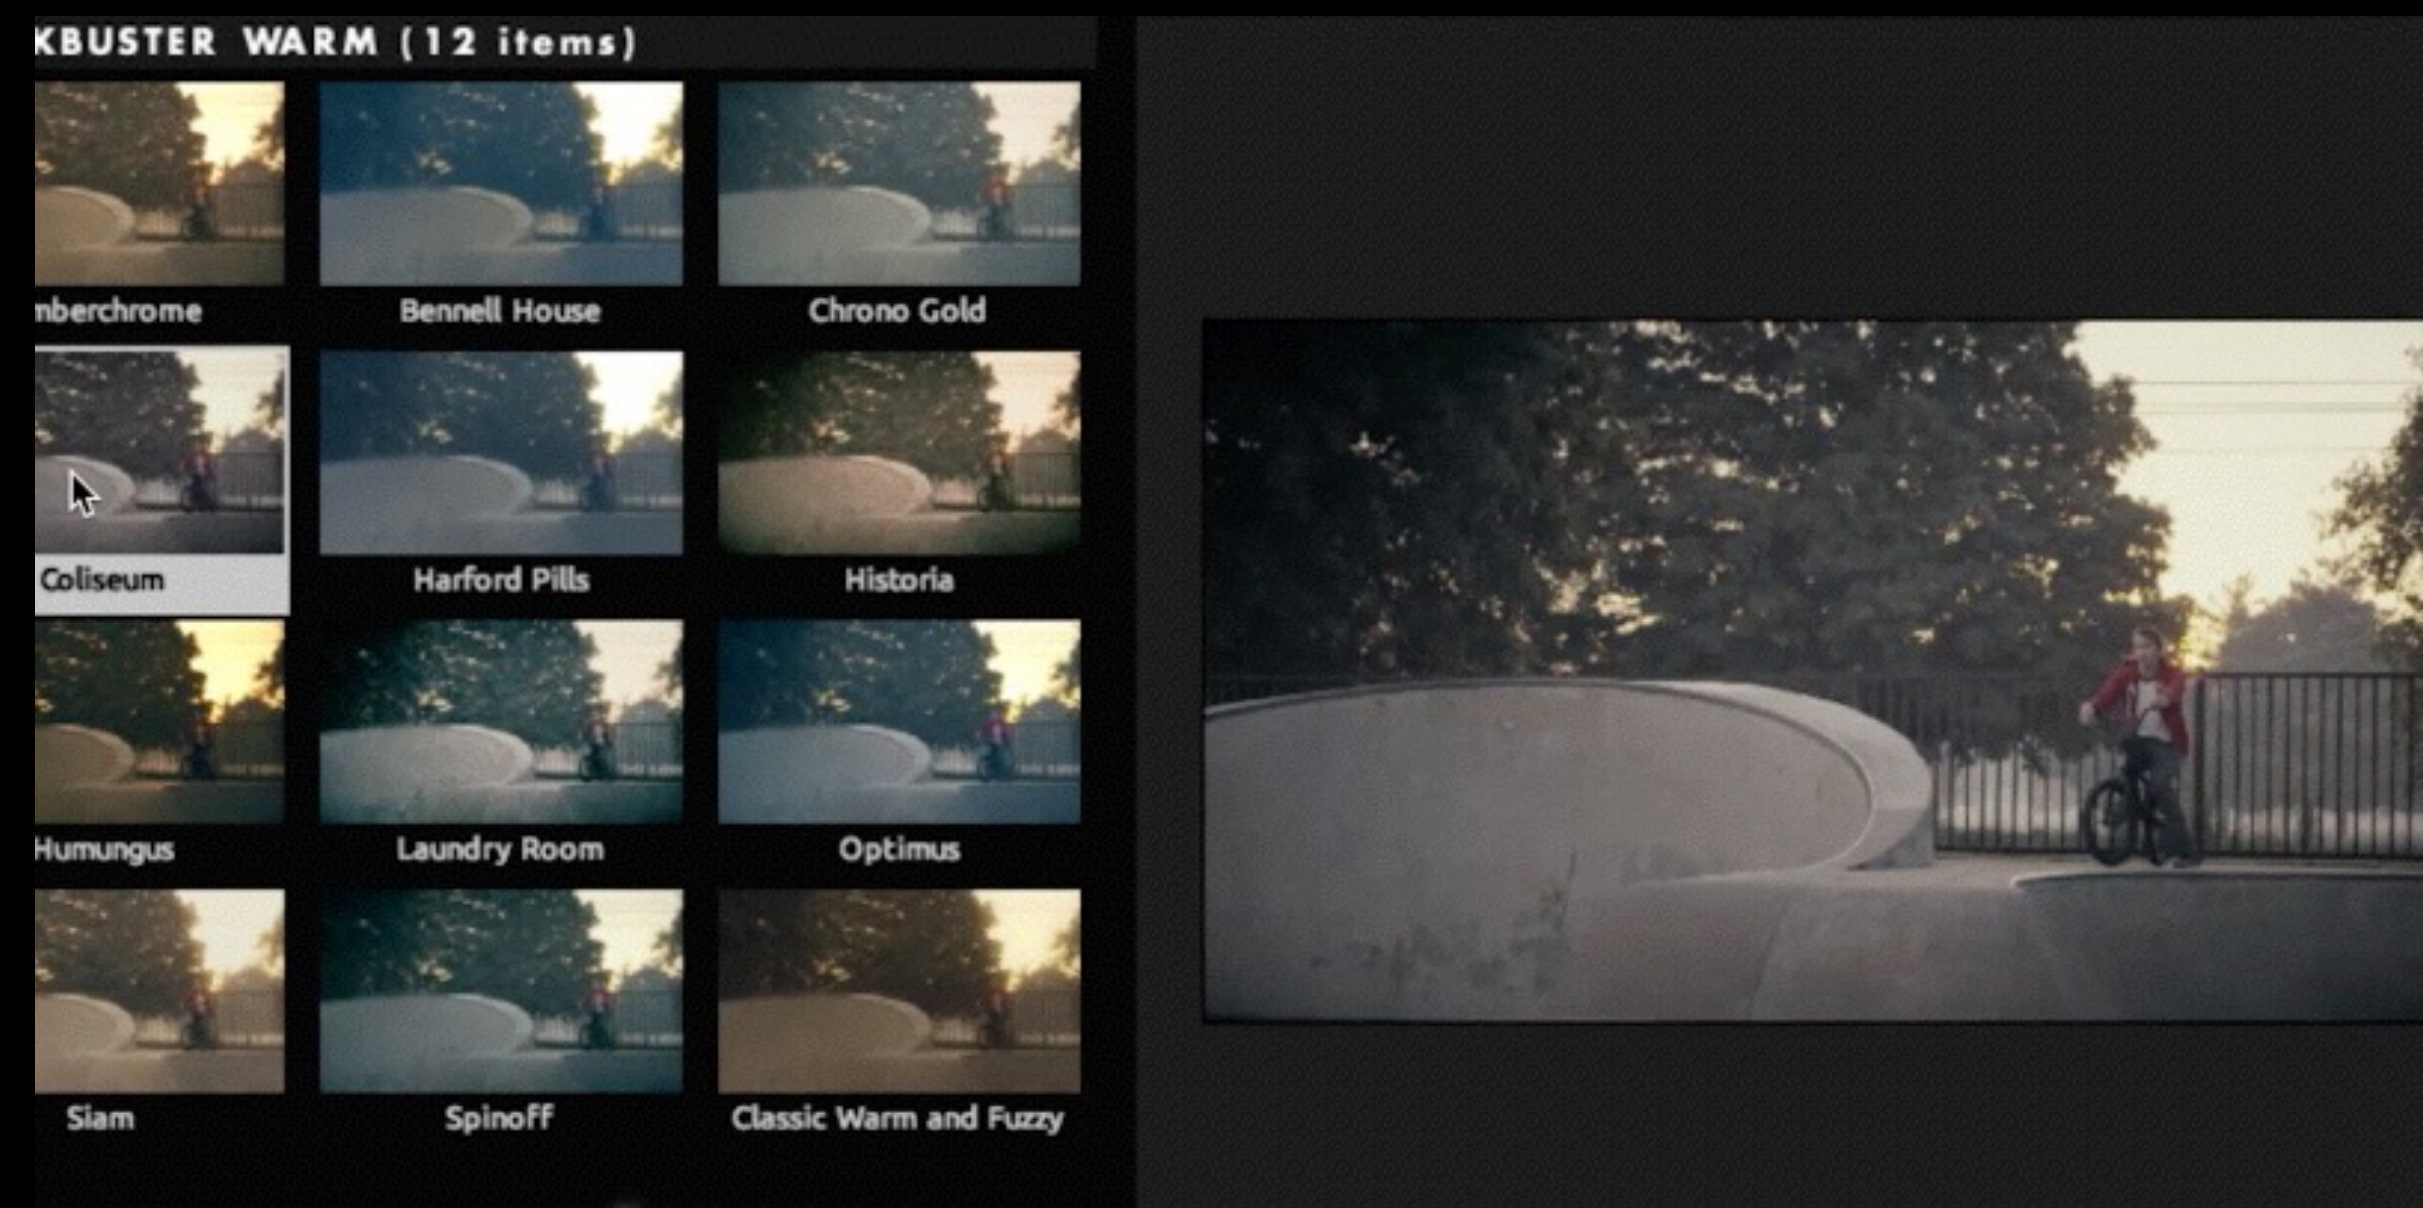 KBUSTER WARM (12 items)
mberchrome Bennell House Chrono Gold
Coliseum Harford Pills Historia
Humungus Laundry Room Optimus
Siam Spinoff Classic Warm and Fuzzy